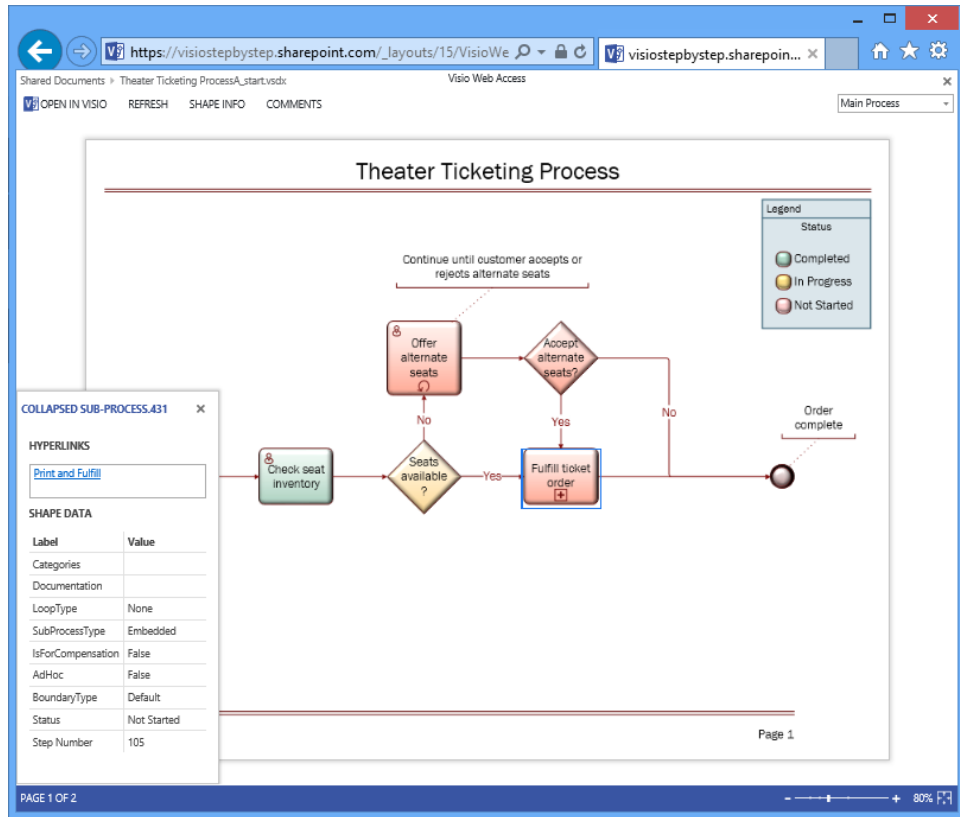 https://visiostepbystep.sharepoint.com/_layouts/15/VisioWe
visiostepbystep.sharepoin...
Shared Documents ▸ Theater Ticketing ProcessA_start.vsdx
Visio Web Access
OPEN IN VISIO REFRESH SHAPE INFO COMMENTS
Main Process
Theater Ticketing Process
Legend
Status
Completed
In Progress
Not Started
Continue until customer accepts or
rejects alternate seats
Offer
alternate
seats
Accept
alternate
seats?
No
Yes
No
Order
complete
Check seat
inventory
Seats
available
?
Yes
Fulfill ticket
order
COLLAPSED SUB-PROCESS.431
HYPERLINKS
Print and Fulfill
SHAPE DATA
Label Value
Categories
Documentation
LoopType None
SubProcessType Embedded
IsForCompensation False
AdHoc False
BoundaryType Default
Status Not Started
Step Number 105
Page 1
PAGE 1 OF 2
80%